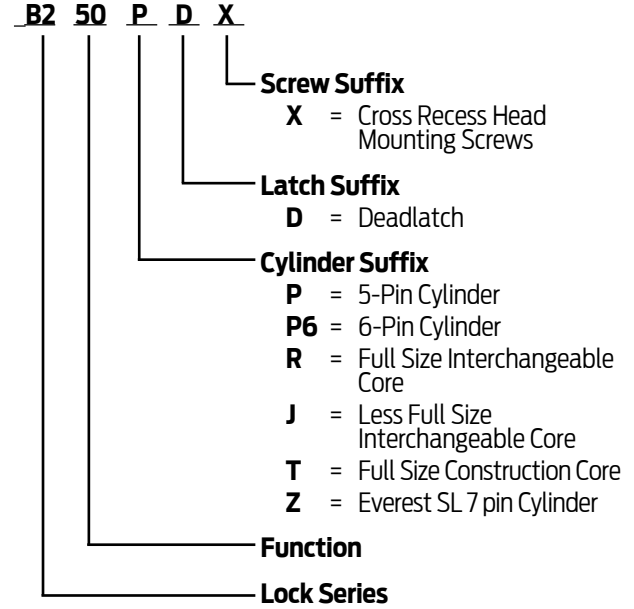 B2 50 P D X
Screw Suffix
X = Cross Recess Head
Mounting Screws
Latch Suffix
D = Deadlatch
Cylinder Suffix
P = 5-Pin Cylinder
P6 = 6-Pin Cylinder
R = Full Size Interchangeable
Core
J = Less Full Size
Interchangeable Core
T = Full Size Construction Core
Z = Everest SL 7 pin Cylinder
Function
Lock Series